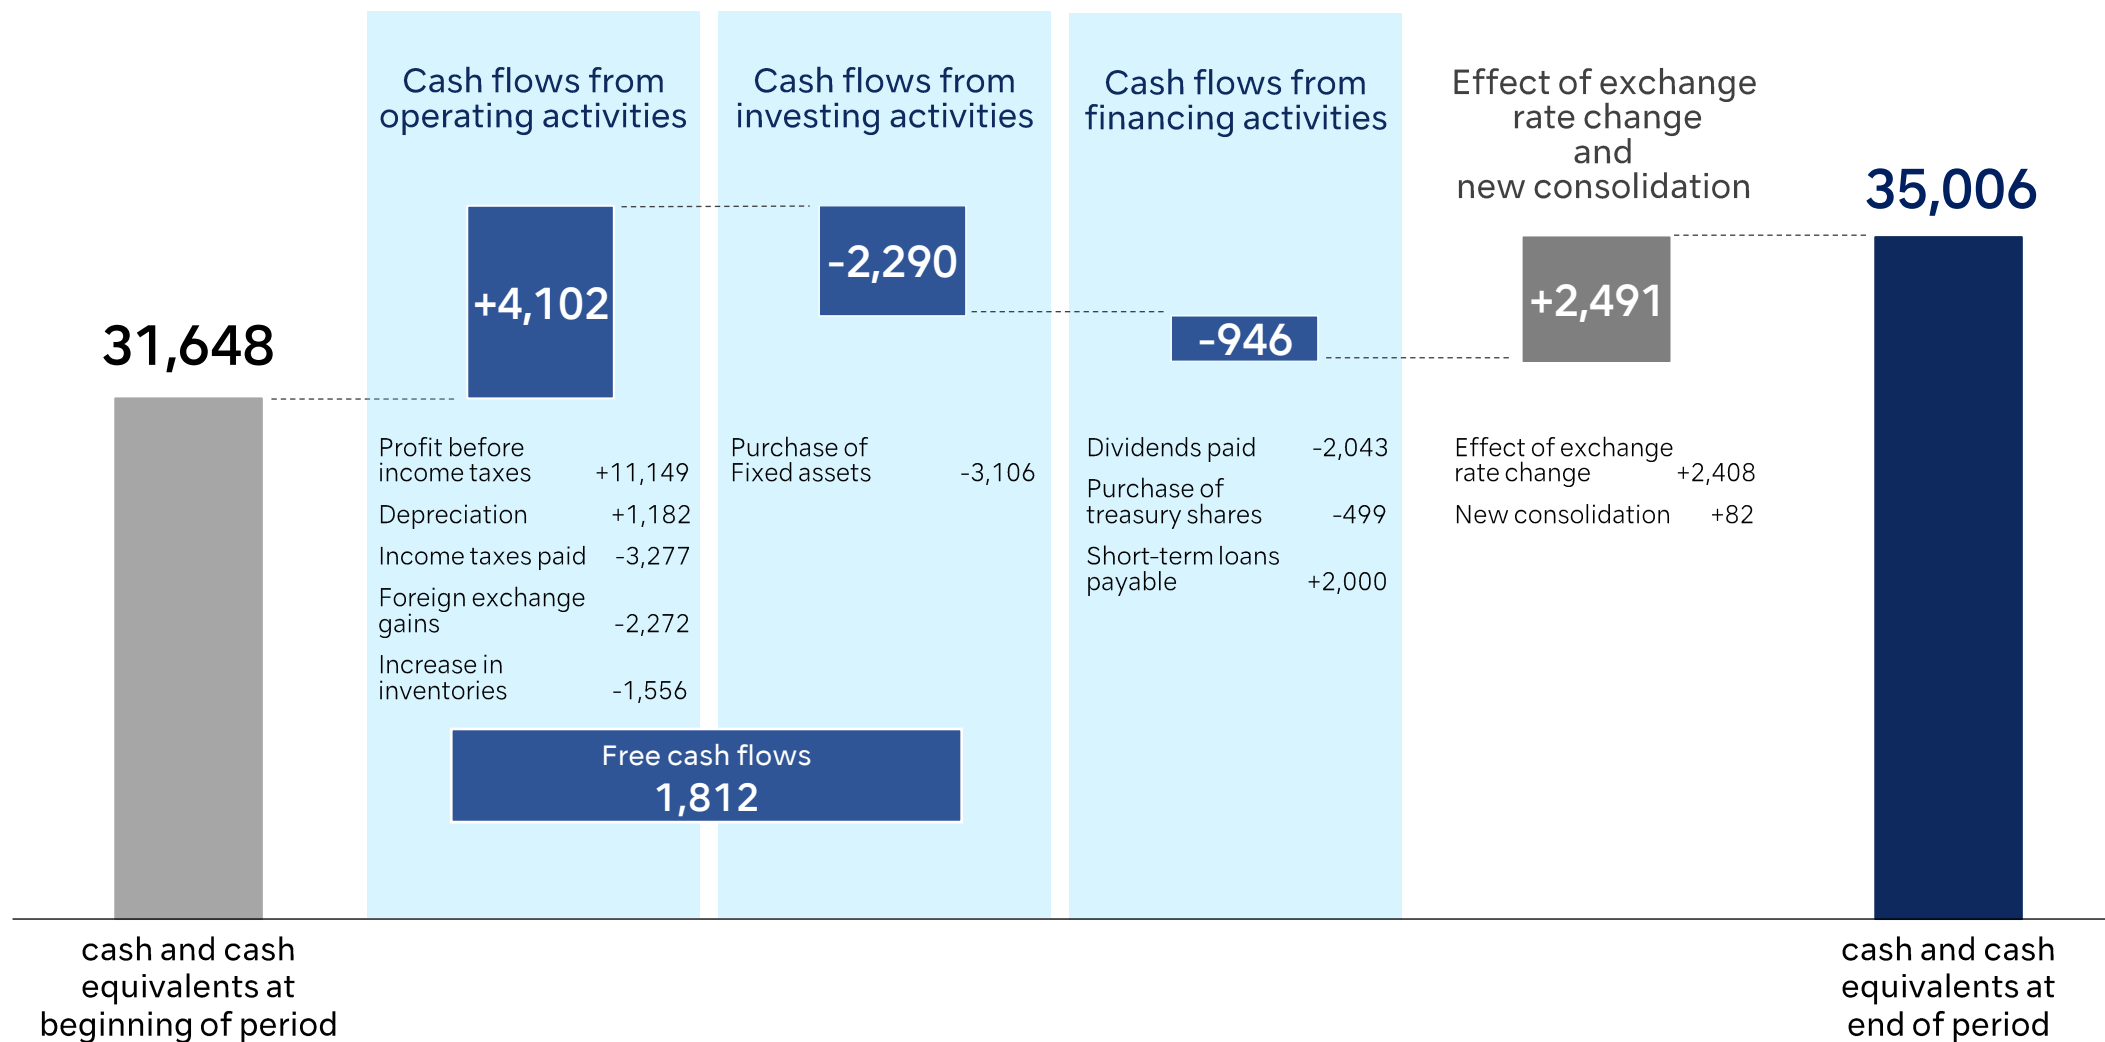 Cash flows from
operating activities
Cash flows from
investing activities
Cash flows from
financing activities
Effect of exchange
rate change
and
new consolidation
31,648
+4,102
-2,290
-946
+2,491
35,006
Profit before
income taxes +11,149
Depreciation +1,182
Income taxes paid -3,277
Foreign exchange
gains -2,272
Increase in
inventories -1,556
Purchase of
Fixed assets -3,106
Dividends paid -2,043
Purchase of
treasury shares -499
Short-term loans
payable +2,000
Effect of exchange
rate change +2,408
New consolidation +82
Free cash flows
1,812
cash and cash
equivalents at
beginning of period
cash and cash
equivalents at
end of period